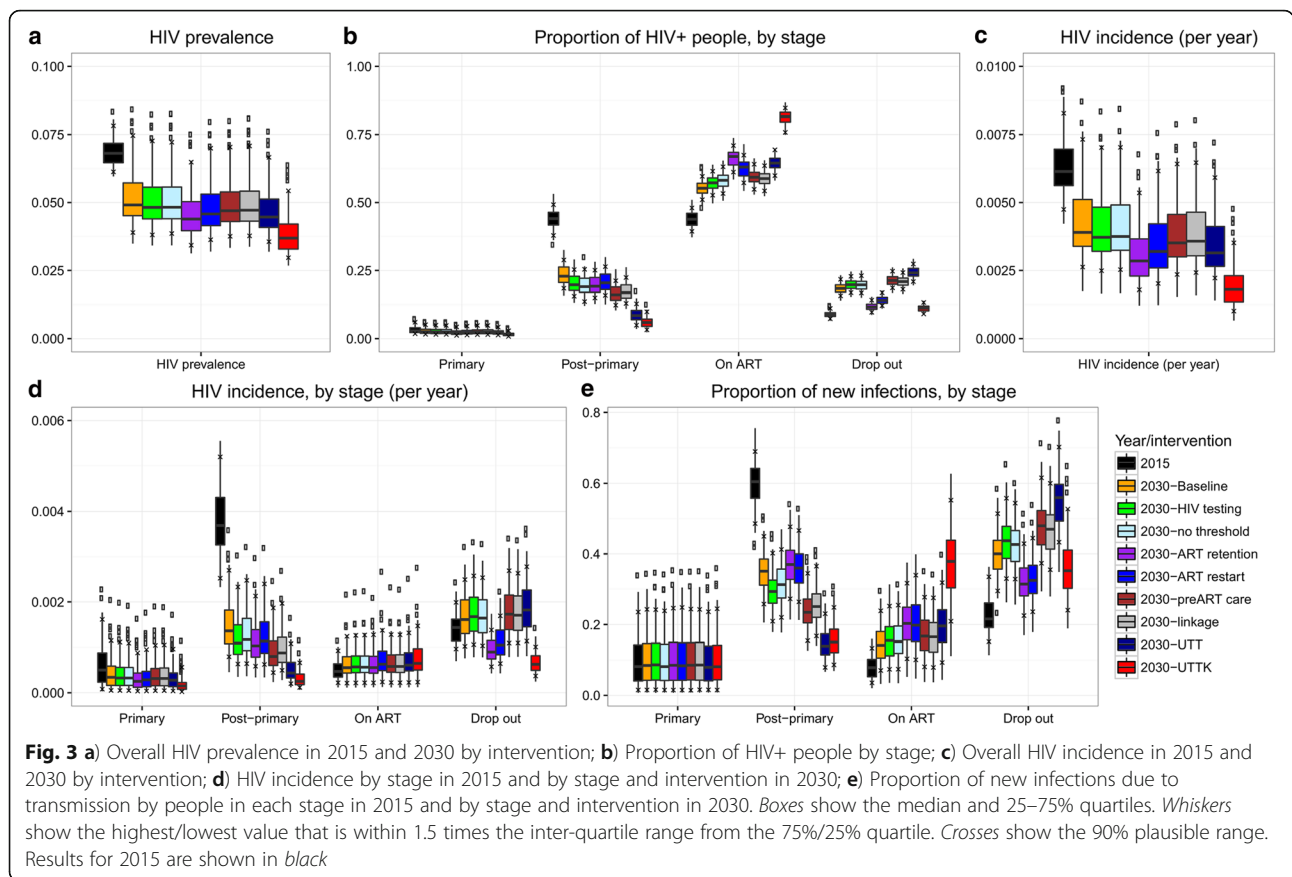 a
HIV prevalence
0.100
0.075
0.050
0.025
0.000
HIV prevalence
b
Proportion of HIV+ people, by stage
1.00
0.75
0.50
0.25
0.00
Primary
Post−primary
On ART
Drop out
c
HIV incidence (per year)
0.0100
0.0075
0.0050
0.0025
0.0000
HIV incidence (per year)
d
HIV incidence, by stage (per year)
0.006
0.004
0.002
0.000
Primary
Post−primary
On ART
Drop out
e
Proportion of new infections, by stage
0.8
0.6
0.4
0.2
0.0
Primary
Post−primary
On ART
Drop out
Year/intervention
2015
2030−Baseline
2030−HIV testing
2030−no threshold
2030−ART retention
2030−ART restart
2030−preART care
2030−linkage
2030−UTT
2030−UTTK
Fig. 3 a) Overall HIV prevalence in 2015 and 2030 by intervention; b) Proportion of HIV+ people by stage; c) Overall HIV incidence in 2015 and
2030 by intervention; d) HIV incidence by stage in 2015 and by stage and intervention in 2030; e) Proportion of new infections due to
transmission by people in each stage in 2015 and by stage and intervention in 2030. Boxes show the median and 25–75% quartiles. Whiskers
show the highest/lowest value that is within 1.5 times the inter-quartile range from the 75%/25% quartile. Crosses show the 90% plausible range.
Results for 2015 are shown in black